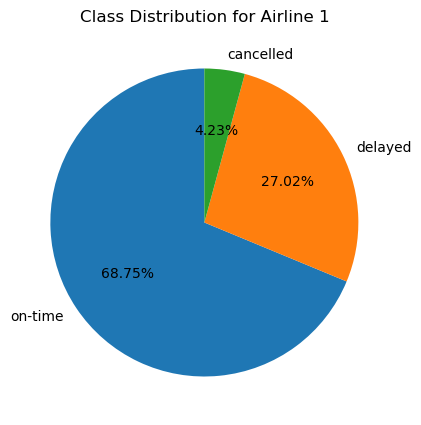 Class Distribution for Airline 1
cancelled
4.23%
delayed
27.02%
68.75%
on-time